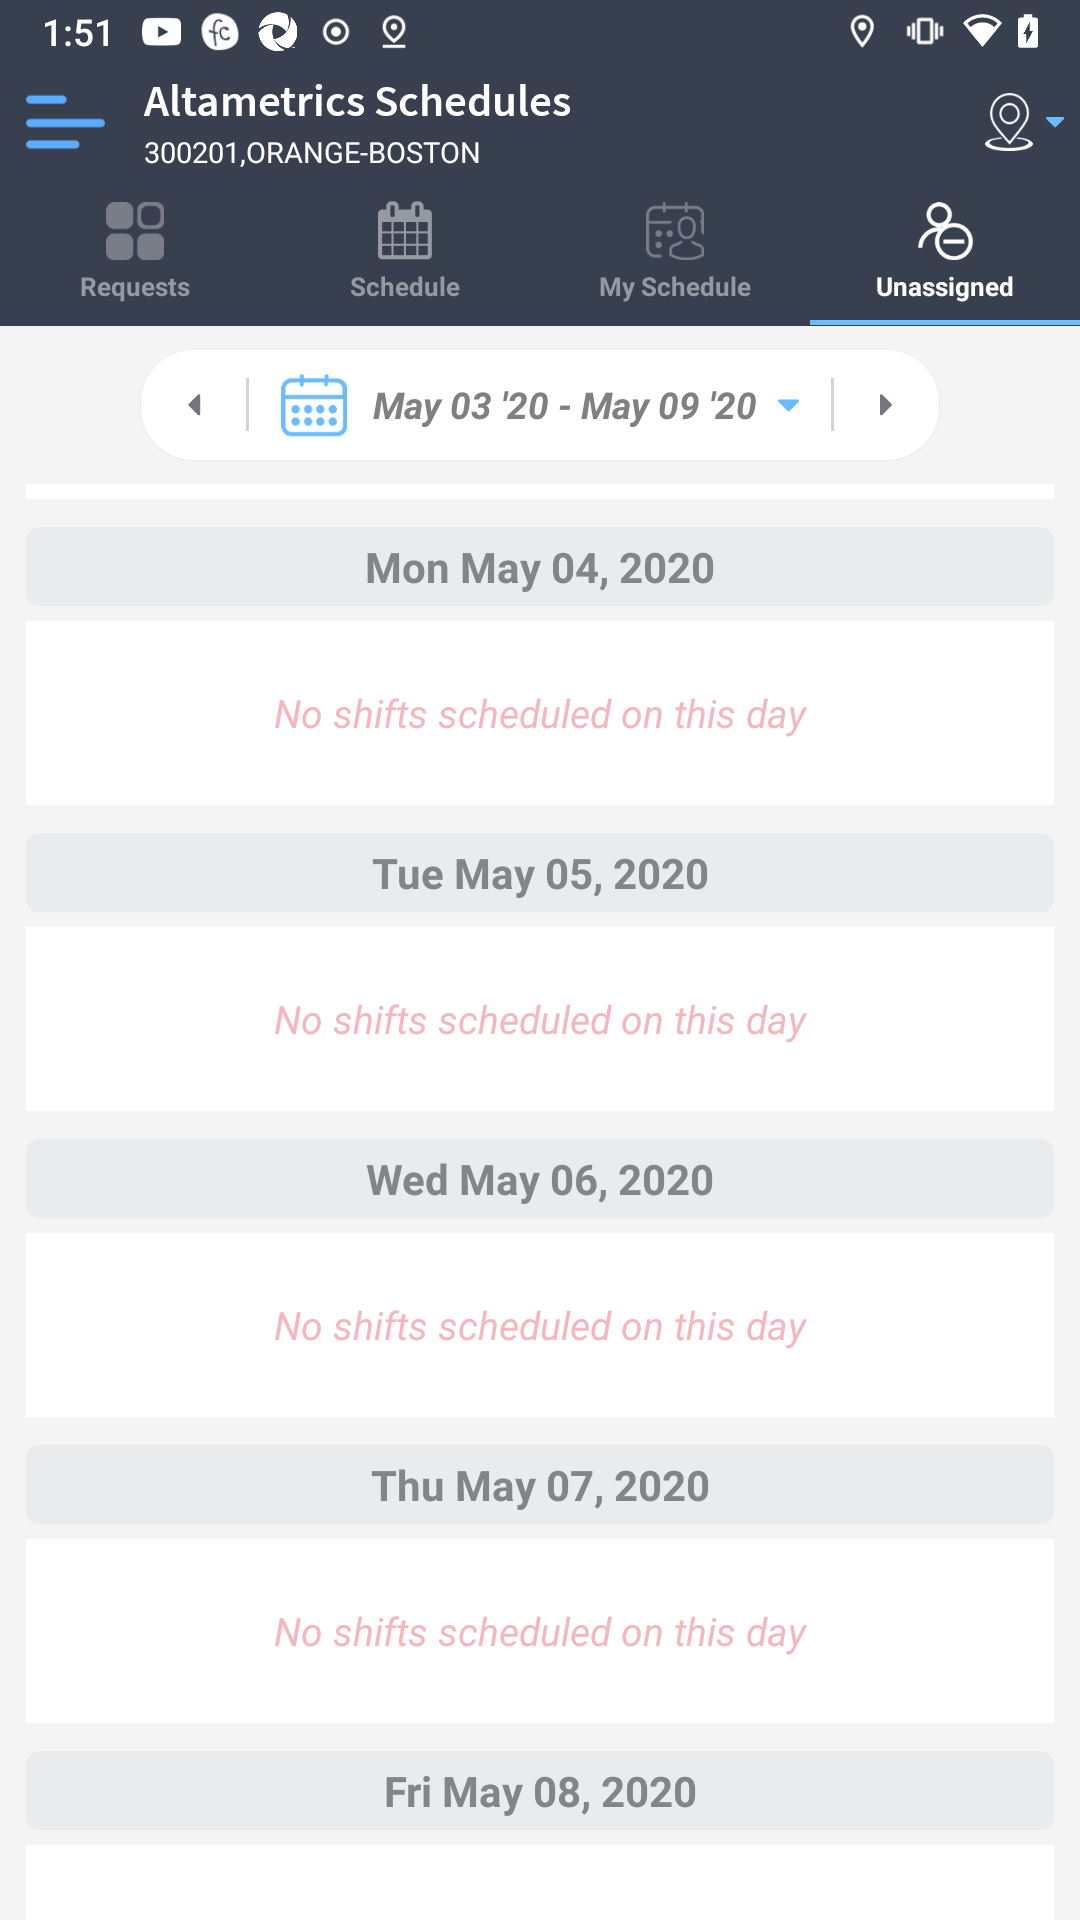 1:51
Altametrics Schedules
300201,ORANGE-BOSTON
Requests
Schedule
My Schedule
Unassigned
May 03 '20 - May 09 '20
Mon May 04, 2020
No shifts scheduled on this day
Tue May 05, 2020
No shifts scheduled on this day
Wed May 06, 2020
No shifts scheduled on this day
Thu May 07, 2020
No shifts scheduled on this day
Fri May 08, 2020